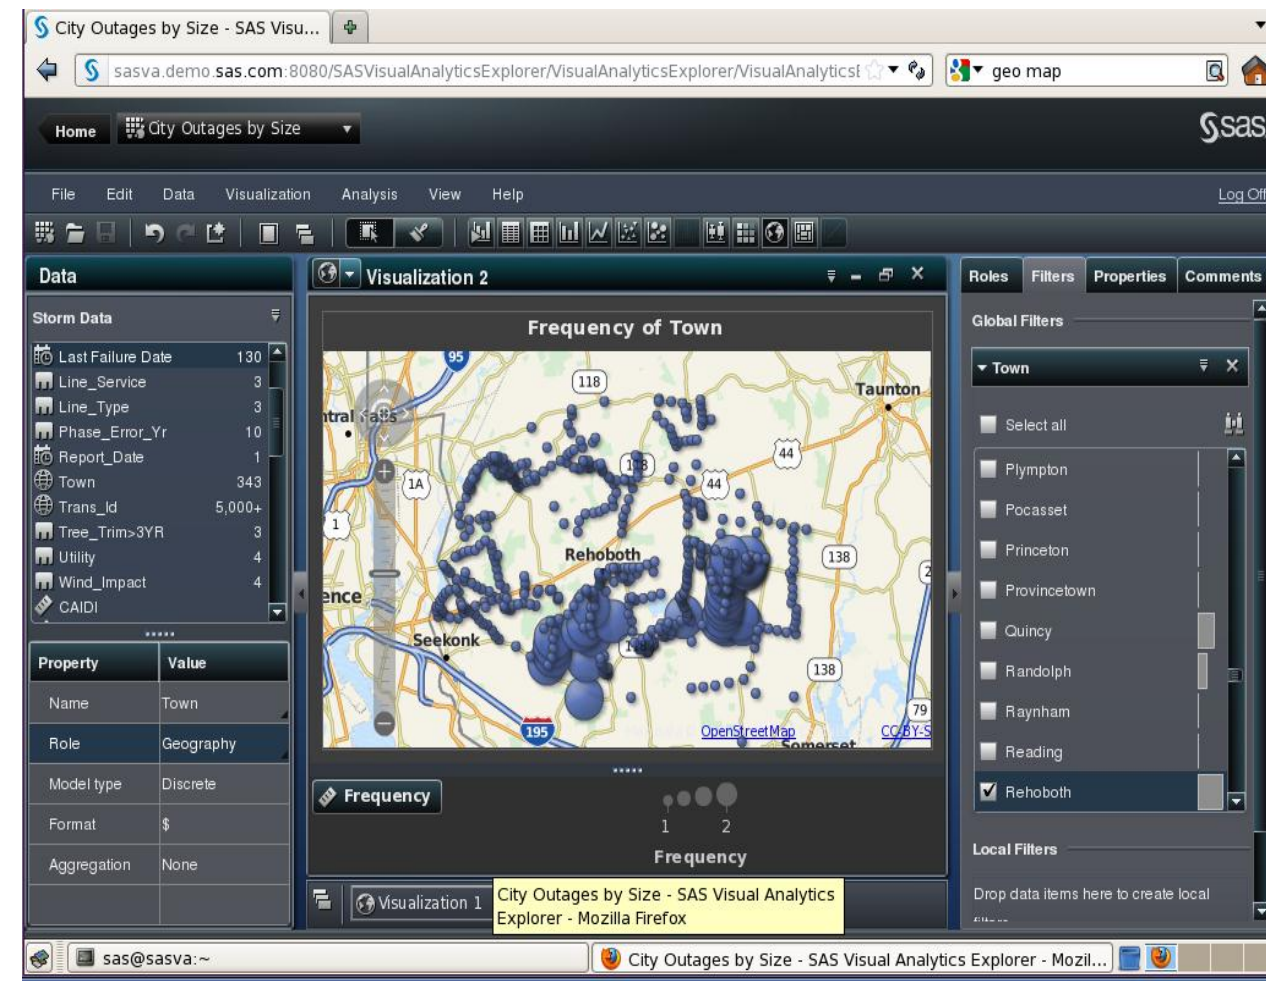 City Outages by Size - SAS Visu...
sasva.demo.sas.com:8080/SASVisualAnalyticsExplorer/VisualAnalyticsExplorer/VisualAnalyticsE
geo map
Home
City Outages by Size
sas
File Edit Data Visualization Analysis View Help
Log Off
Data
Storm Data
Last Failure Date 130
Line_Service 3
Line_Type 3
Phase_Error_Yr 10
Report_Date 1
Town 343
Trans_Id 5,000+
Tree_Trim>3YR 3
Utility 4
Wind_Impact 4
CAIDI
Property Value
Name Town
Role Geography
Model type Discrete
Format $
Aggregation None
Visualization 2
Frequency of Town
95
118
Taunton
ntral Falls
118
44
1A
44
1
Rehoboth
138
2
ence
Seekonk
138
79
195
OpenStreetMap
CC-BY-S
Somerset
Frequency
1 2
Frequency
Visualization 1
City Outages by Size - SAS Visual Analytics
Explorer - Mozilla Firefox
Roles Filters Properties Comments
Global Filters
Town
Select all
Plympton
Pocasset
Princeton
Provincetown
Quincy
Randolph
Raynham
Reading
Rehoboth
Local Filters
Drop data items here to create local
sas@sasva:~
City Outages by Size - SAS Visual Analytics Explorer - Mozil...